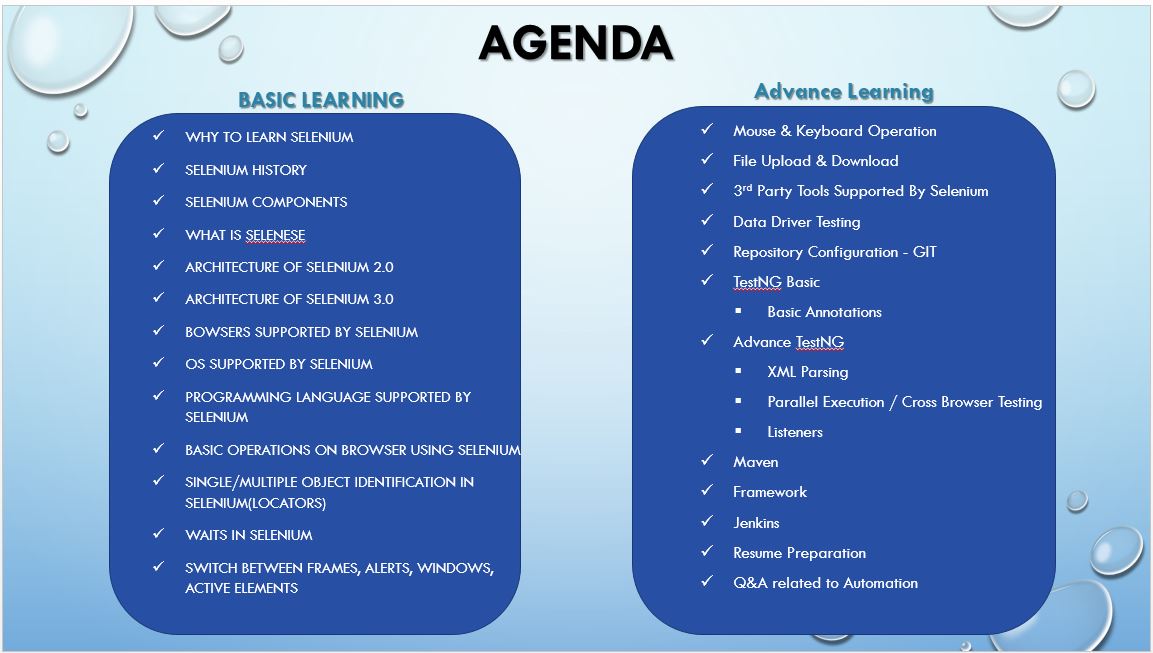 AGENDA
BASIC LEARNING
WHY TO LEARN SELENIUM
SELENIUM HISTORY
SELENIUM COMPONENTS
WHAT IS SELENESE
ARCHITECTURE OF SELENIUM 2.0
ARCHITECTURE OF SELENIUM 3.0
BOWSERS SUPPORTED BY SELENIUM
OS SUPPORTED BY SELENIUM
PROGRAMMING LANGUAGE SUPPORTED BY
SELENIUM
BASIC OPERATIONS ON BROWSER USING SELENIUM
SINGLE/MULTIPLE OBJECT IDENTIFICATION IN
SELENIUM(LOCATORS)
WAITS IN SELENIUM
SWITCH BETWEEN FRAMES, ALERTS, WINDOWS,
ACTIVE ELEMENTS
Advance Learning
Mouse & Keyboard Operation
File Upload & Download
3rd Party Tools Supported By Selenium
Data Driver Testing
Repository Configuration - GIT
TestNG Basic
Basic Annotations
Advance TestNG
XML Parsing
Parallel Execution / Cross Browser Testing
Listeners
Maven
Framework
Jenkins
Resume Preparation
Q&A related to Automation